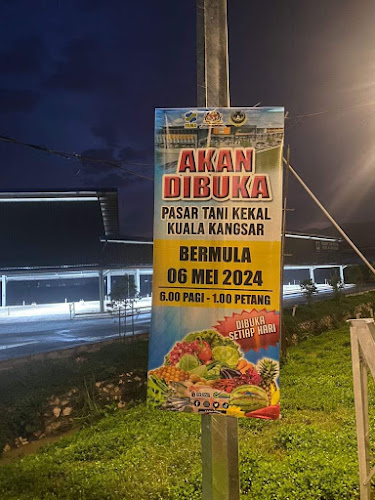 AKAN
DIBUKA
PASAR TANI KEKAL
KUALA KANGSAR
BERMULA
06 MEI 2024
6.00 PAGI - 1.00 PETANG
DIBUKA
SETIAP HARI